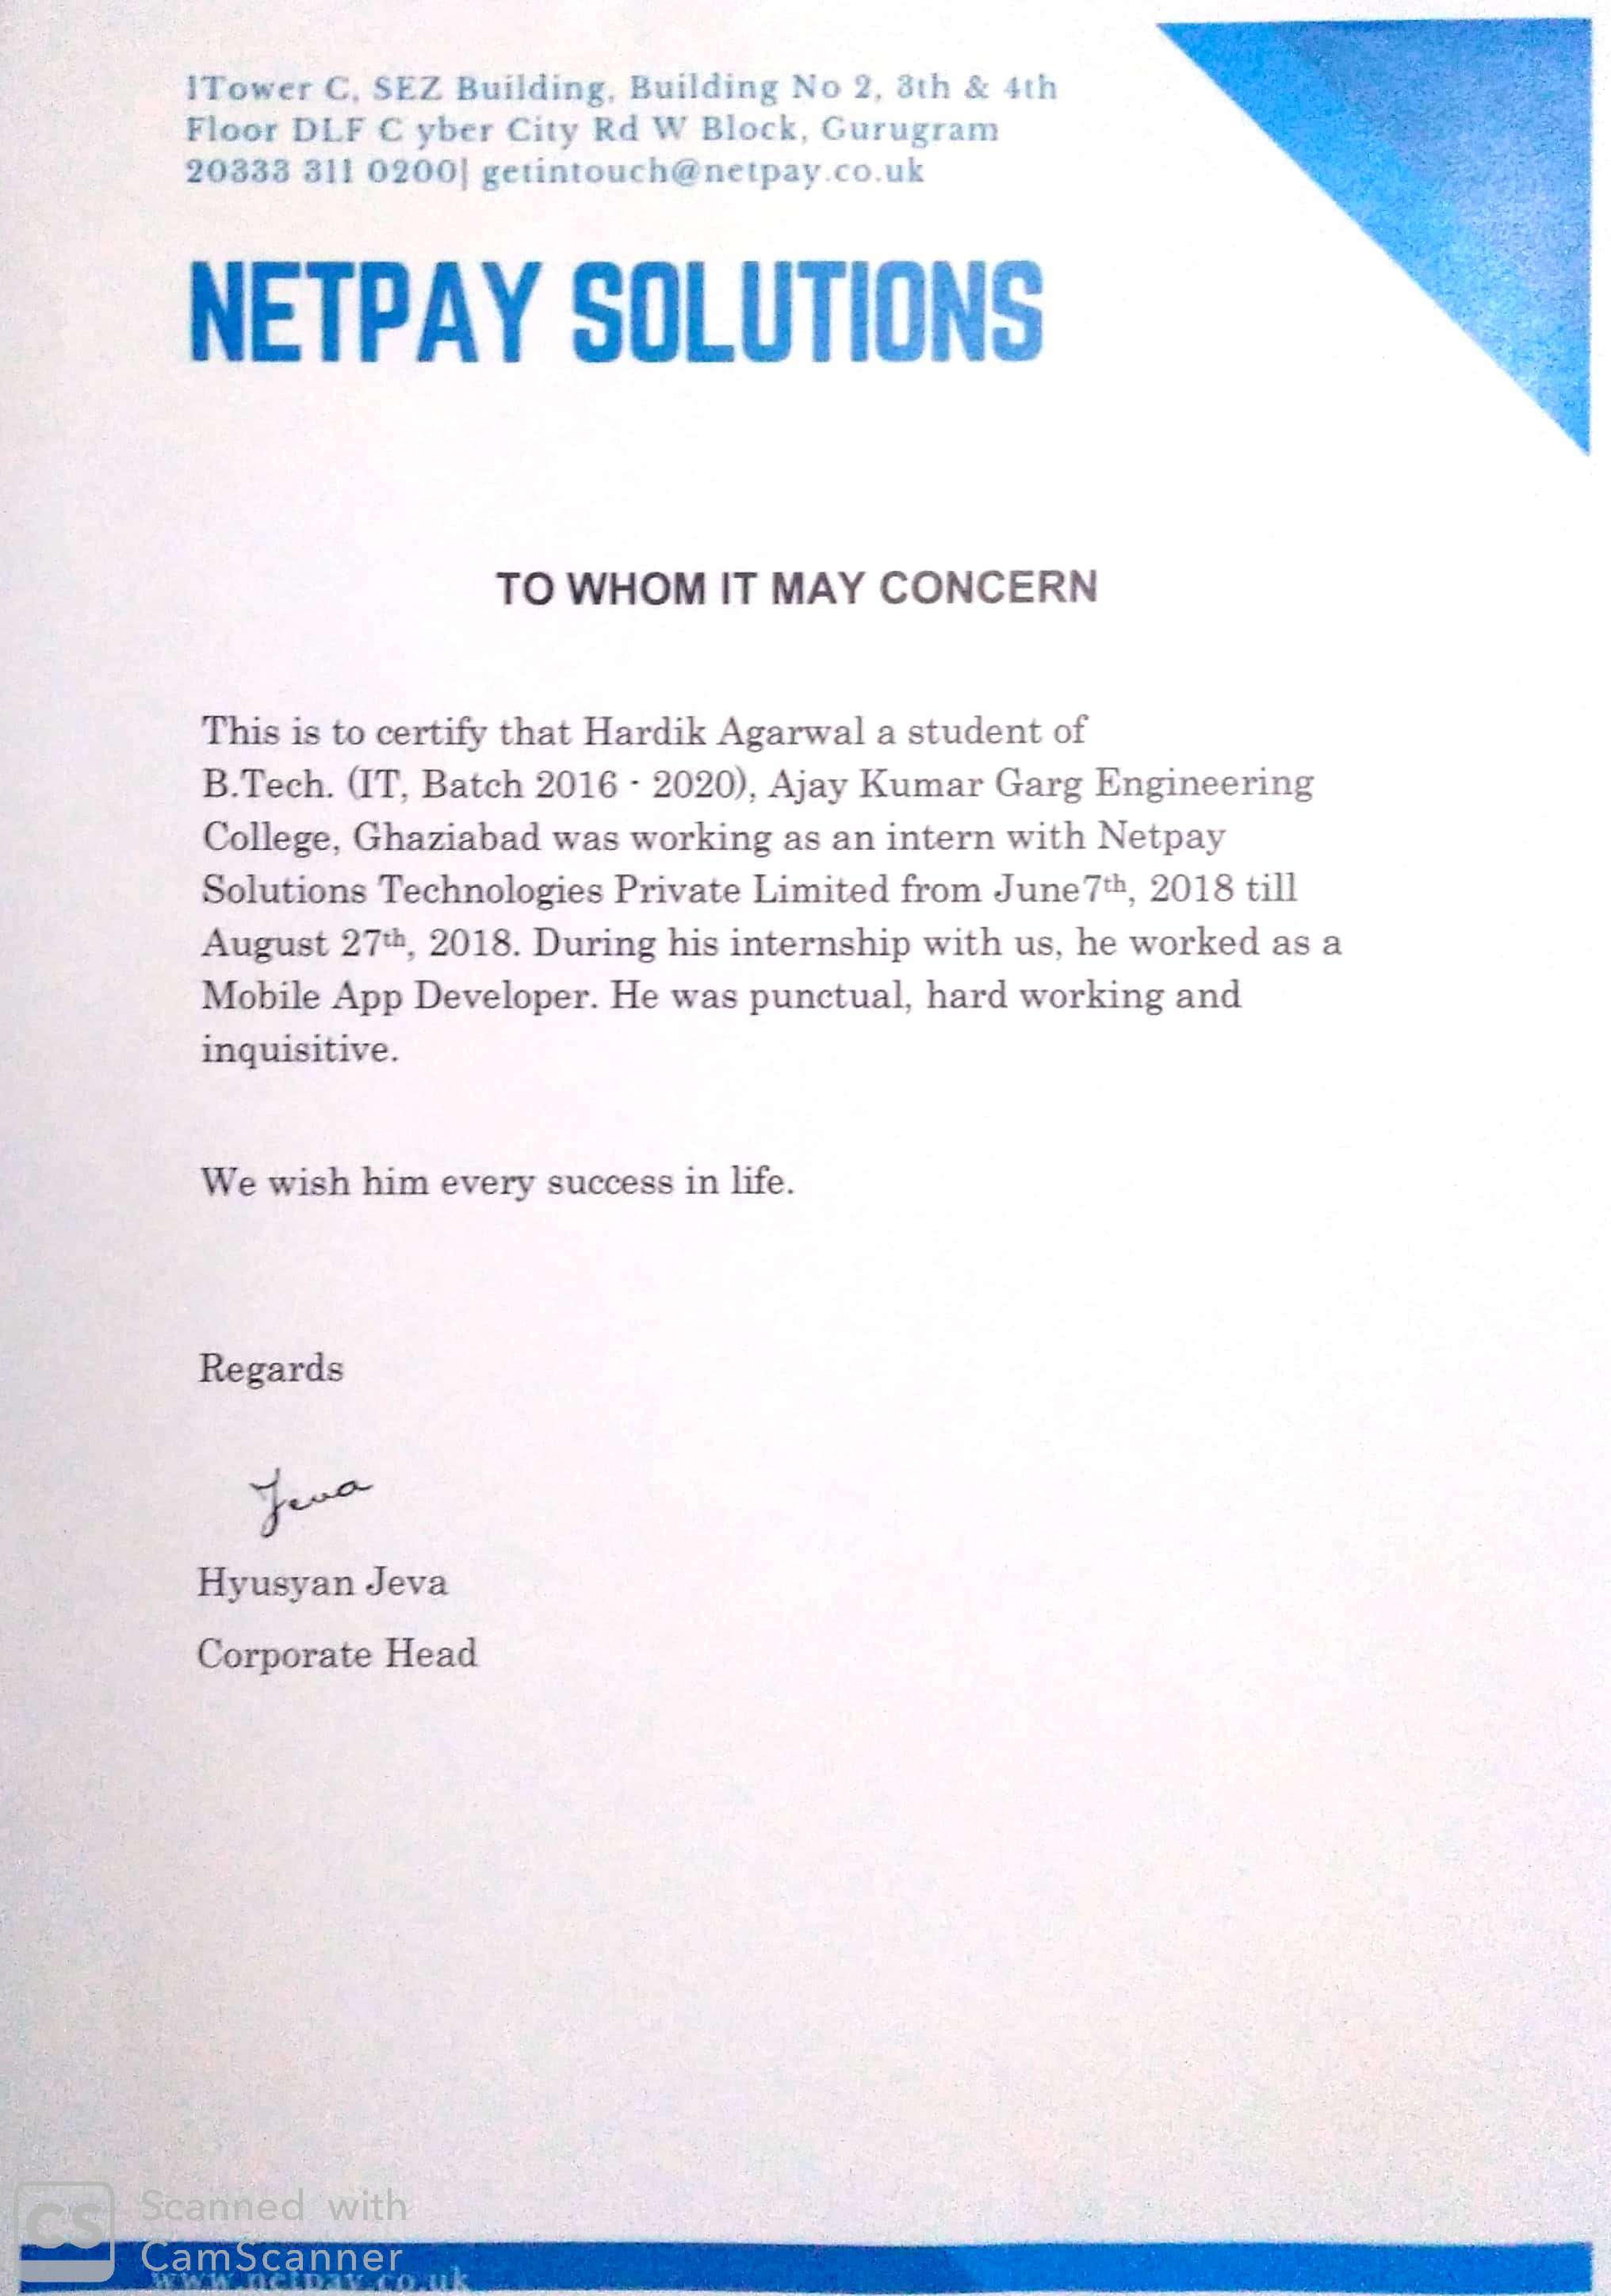 1Tower C, SEZ Building, Building No 2, 3th & 4th
Floor DLF C yber City Rd W Block, Gurugram
20333 311 0200| getintouch@netpay.co.uk
NETPAY SOLUTIONS
TO WHOM IT MAY CONCERN
This is to certify that Hardik Agarwal a student of
B.Tech. (IT, Batch 2016 - 2020), Ajay Kumar Garg Engineering
College, Ghaziabad was working as an intern with Netpay
Solutions Technologies Private Limited from June7th, 2018 till
August 27th, 2018. During his internship with us, he worked as a
Mobile App Developer. He was punctual, hard working and
inquisitive.
We wish him every success in life.
Regards
Jeva
Hyusyan Jeva
Corporate Head
CS Scanned with
CamScanner
www.netpay.co.uk